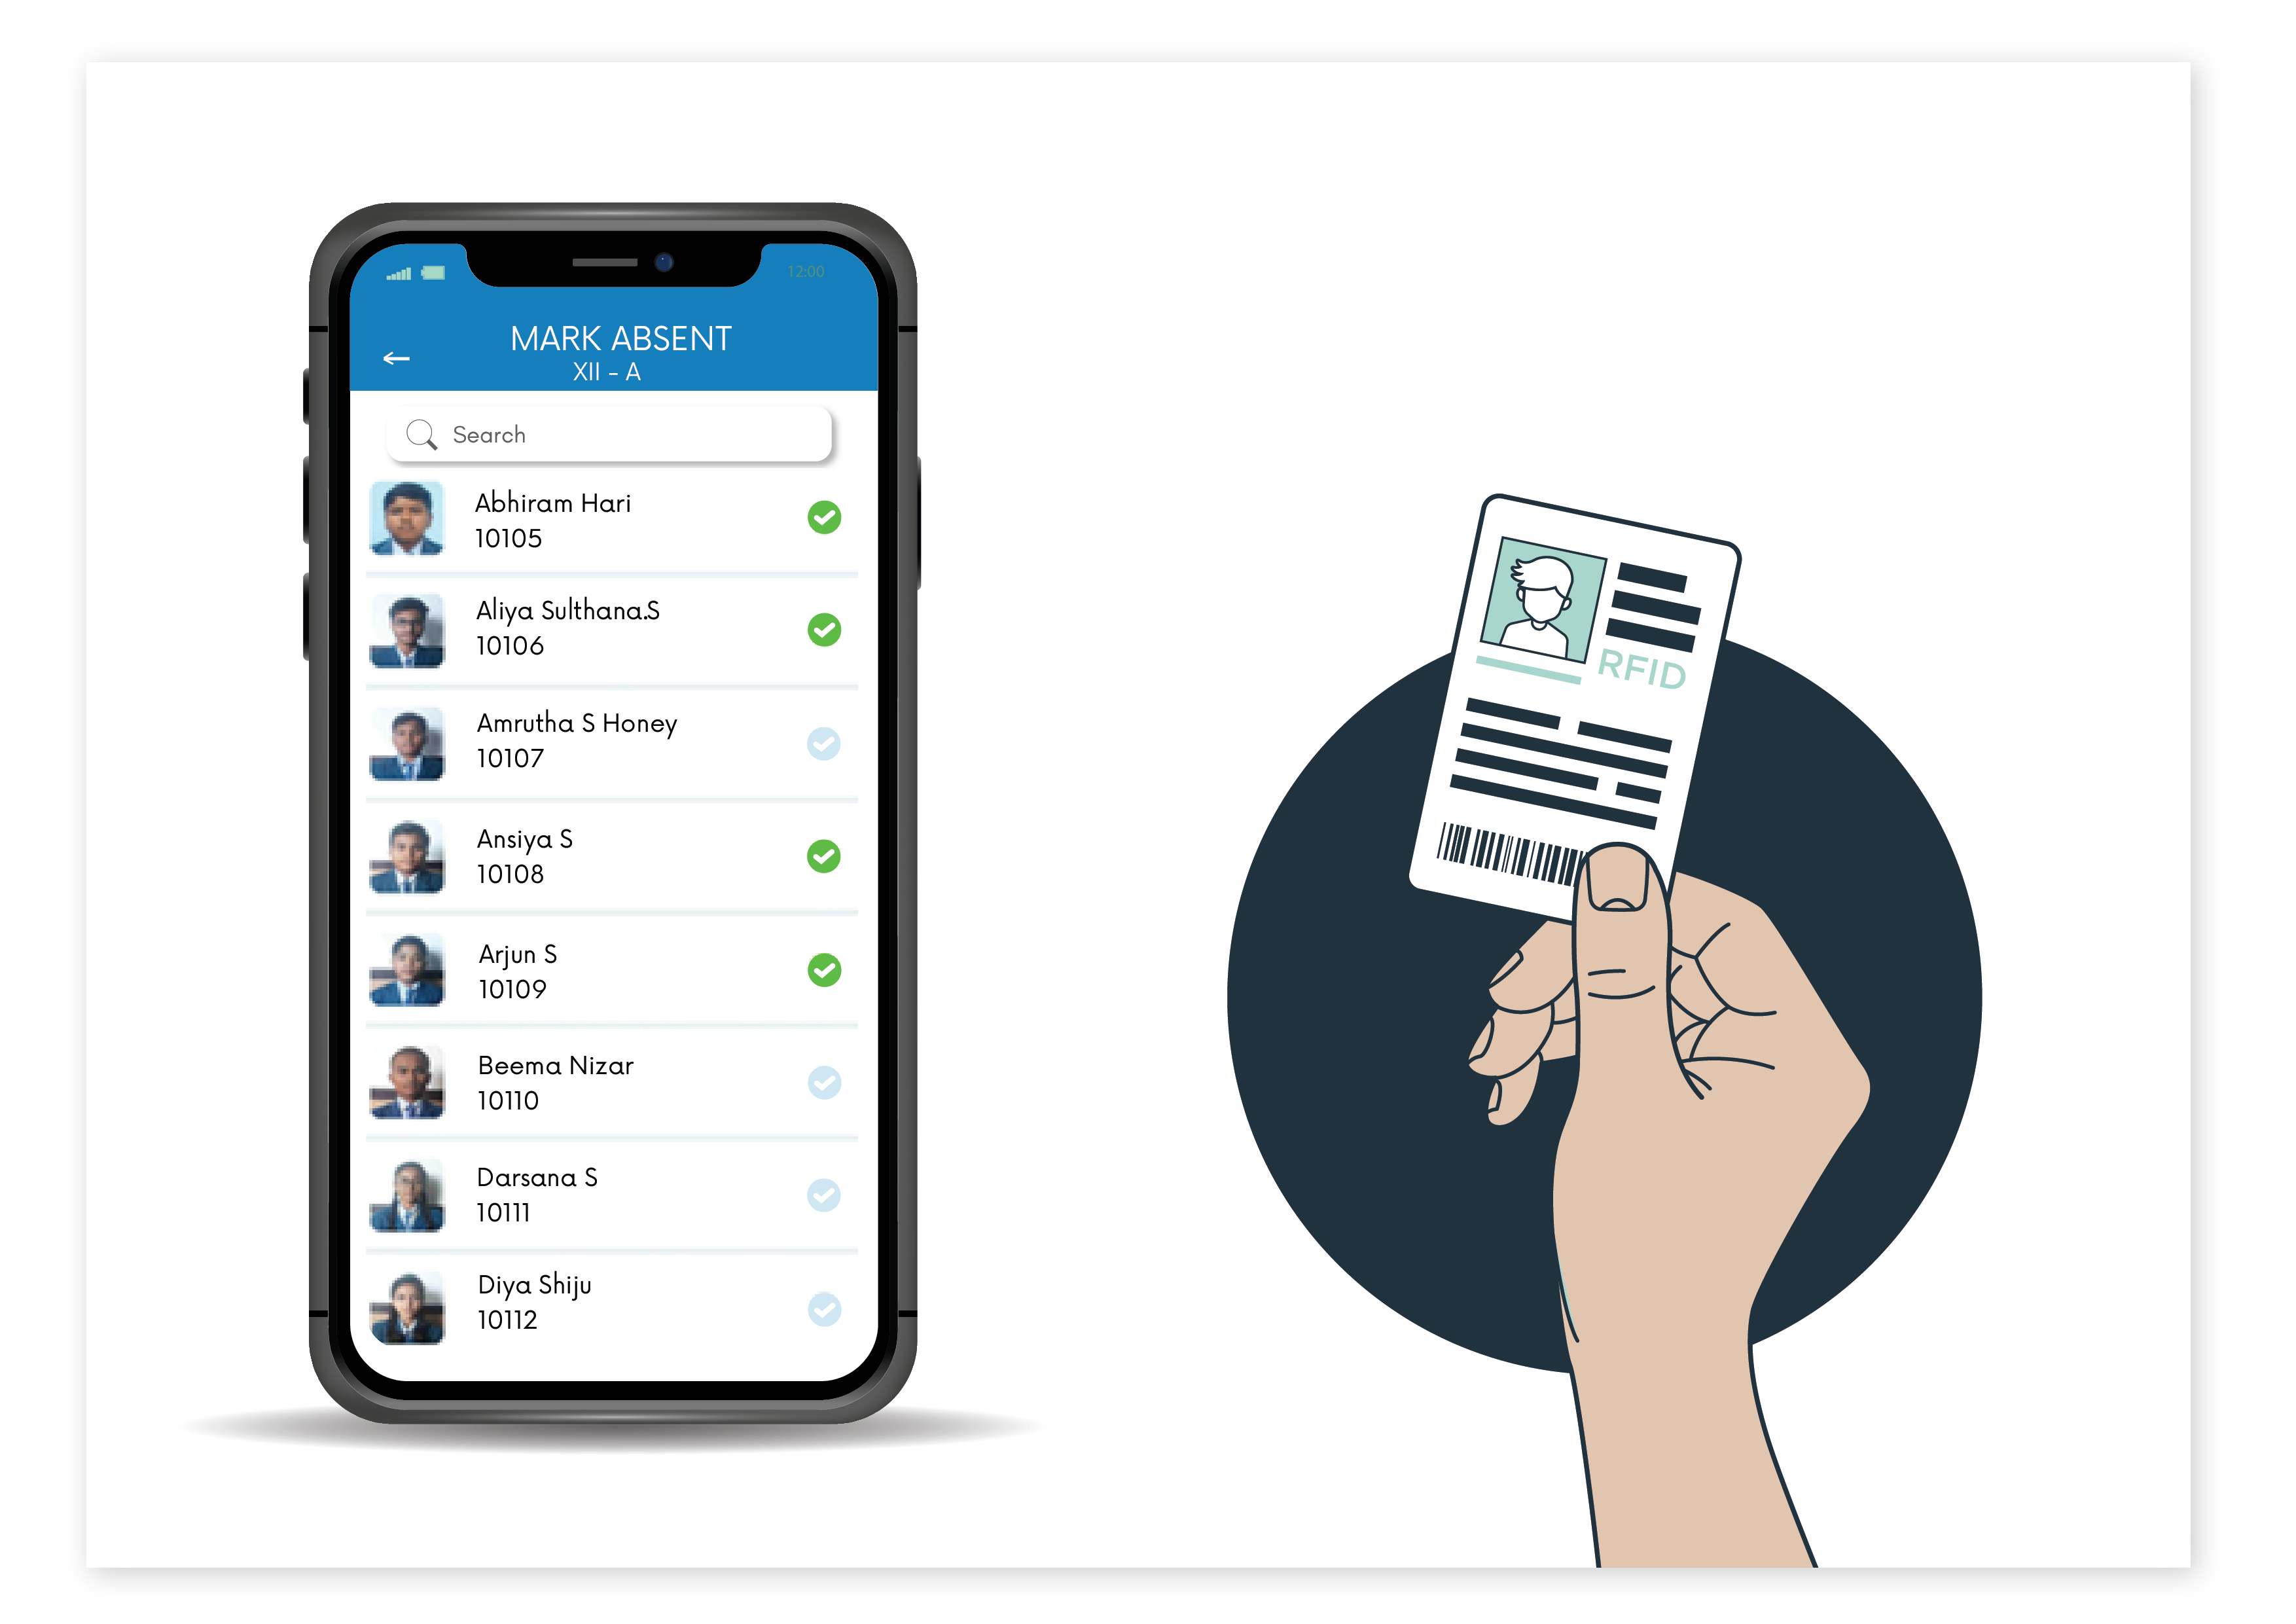 12:00
MARK ABSENT
XII - A
Search
Abhiram Hari
10105
Aliya Sulthana.S
10106
Amrutha S Honey
10107
Ansiya S
10108
Arjun S
10109
Beema Nizar
10110
Darsana S
10111
Diya Shiju
10112
RFID